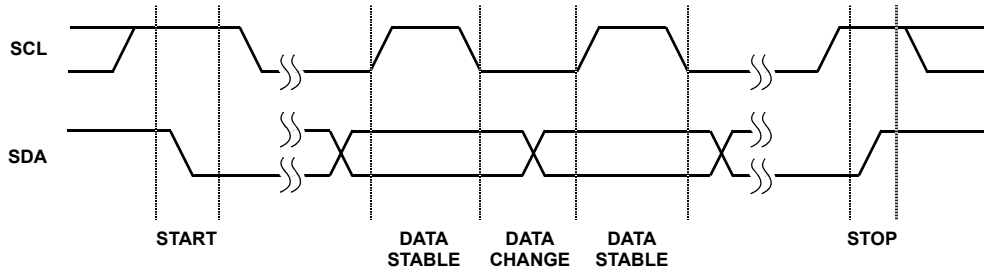 SCL
SDA
START
DATA
STABLE
DATA
CHANGE
DATA
STABLE
STOP